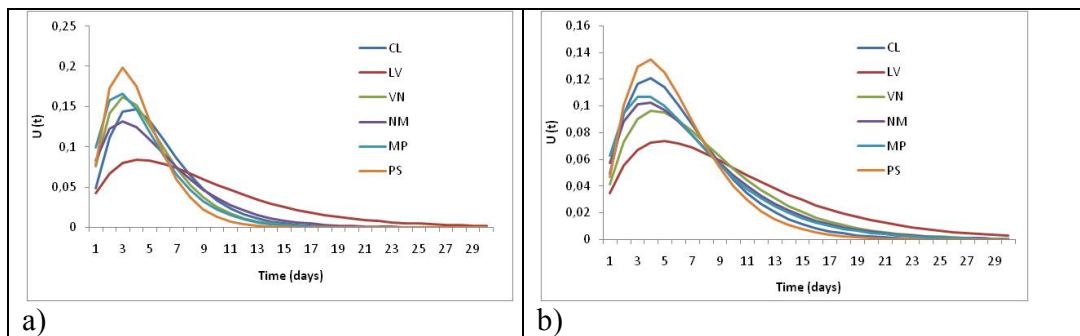 0,25
0,2
0,15
0,1
0,05
0
U (t)
1 3 5 7 9 11 13 15 17 19 21 23 25 27 29
Time (days)
CL
LV
VN
NM
MP
PS
a)
0,16
0,14
0,12
0,1
0,08
0,06
0,04
0,02
0
U (t)
1 3 5 7 9 11 13 15 17 19 21 23 25 27 29
Time (days)
CL
LV
VN
NM
MP
PS
b)